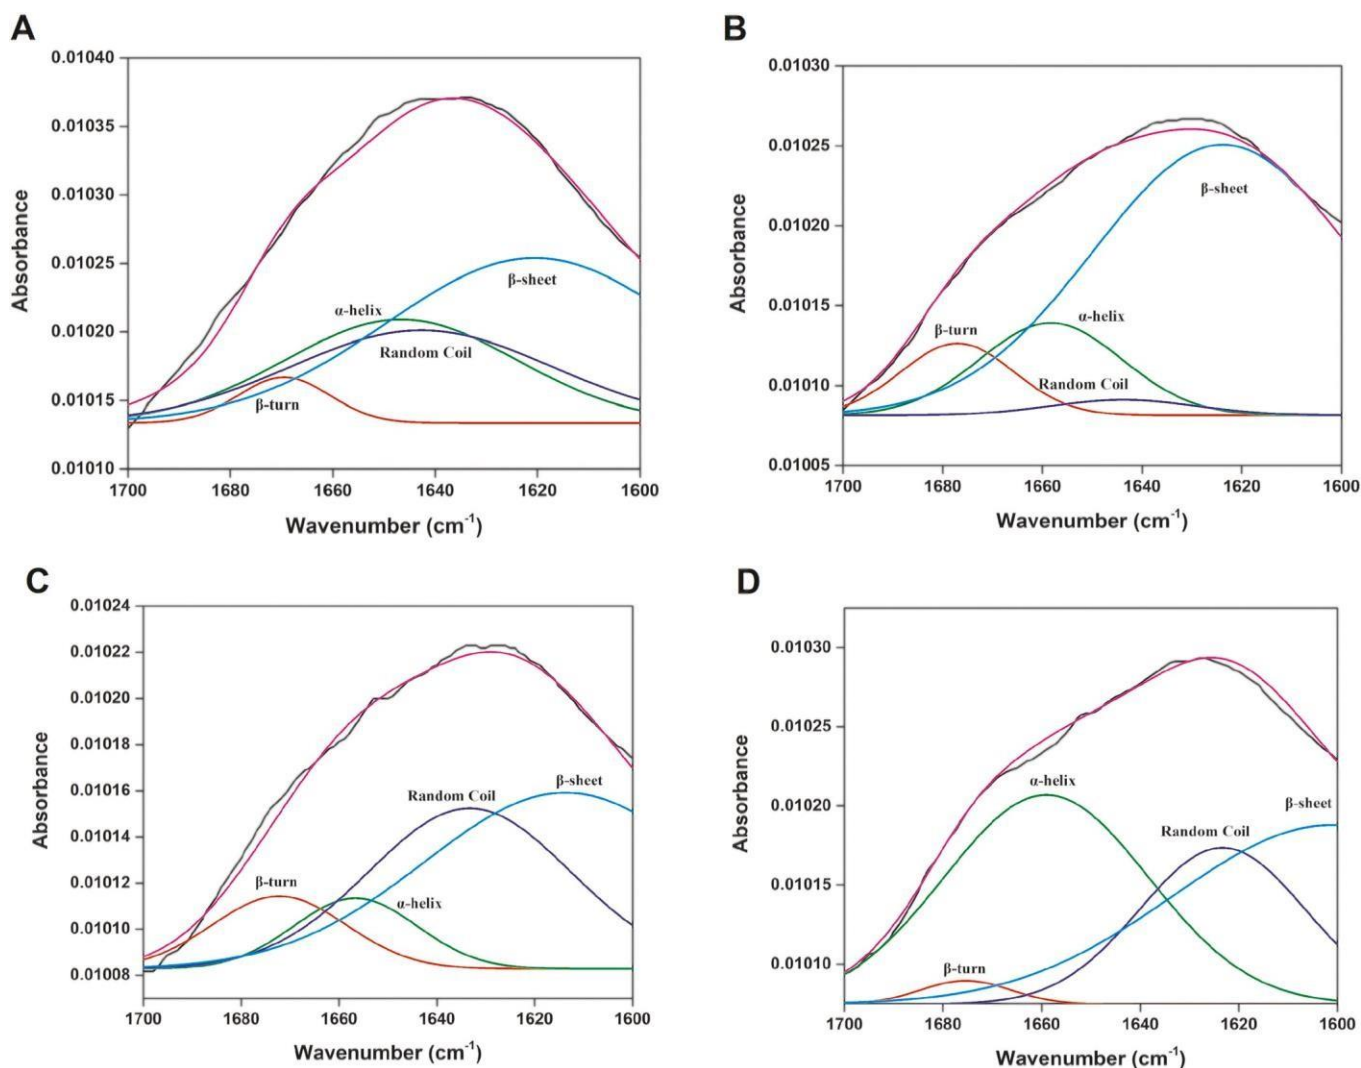 A
0.01040
0.01035
0.01030
0.01025
0.01020
0.01015
0.01010
Absorbance
β-sheet
α-helix
Random Coil
β-turn
1700 1680 1660 1640 1620 1600
Wavenumber (cm⁻¹)
B
0.01030
0.01025
0.01020
0.01015
0.01010
0.01005
Absorbance
β-sheet
α-helix
β-turn
Random Coil
1700 1680 1660 1640 1620 1600
Wavenumber (cm⁻¹)
C
0.01024
0.01022
0.01020
0.01018
0.01016
0.01014
0.01012
0.01010
0.01008
Absorbance
β-sheet
Random Coil
β-turn
α-helix
1700 1680 1660 1640 1620 1600
Wavenumber (cm⁻¹)
D
0.01030
0.01025
0.01020
0.01015
0.01010
Absorbance
α-helix
β-sheet
Random Coil
β-turn
1700 1680 1660 1640 1620 1600
Wavenumber (cm⁻¹)